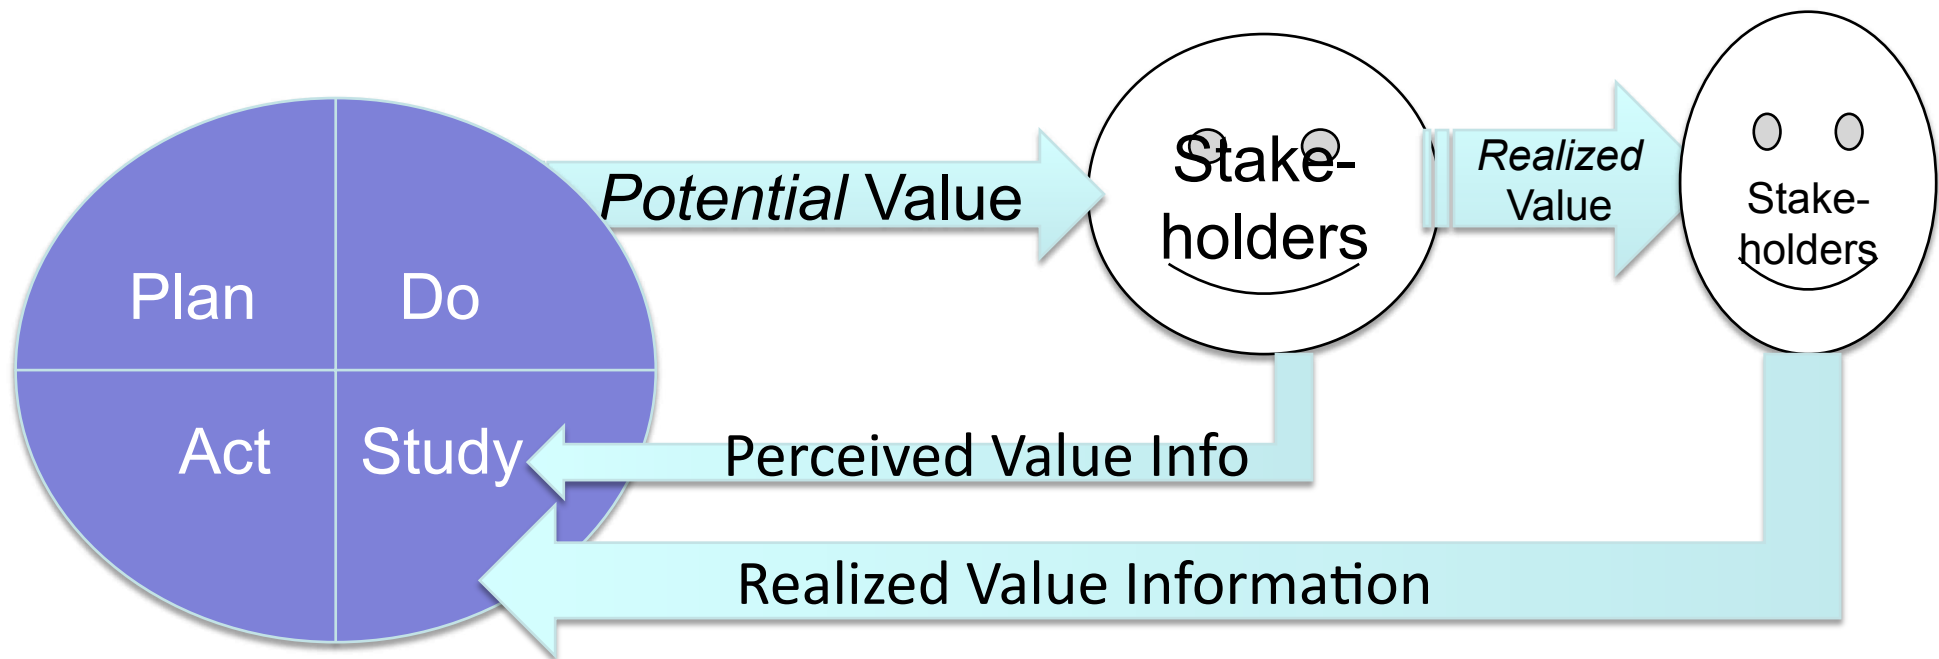 Plan
Do
Act
Study
Potential Value
Stake-
holders
Realized
Value
Stake-
holders
Perceived Value Info
Realized Value Information